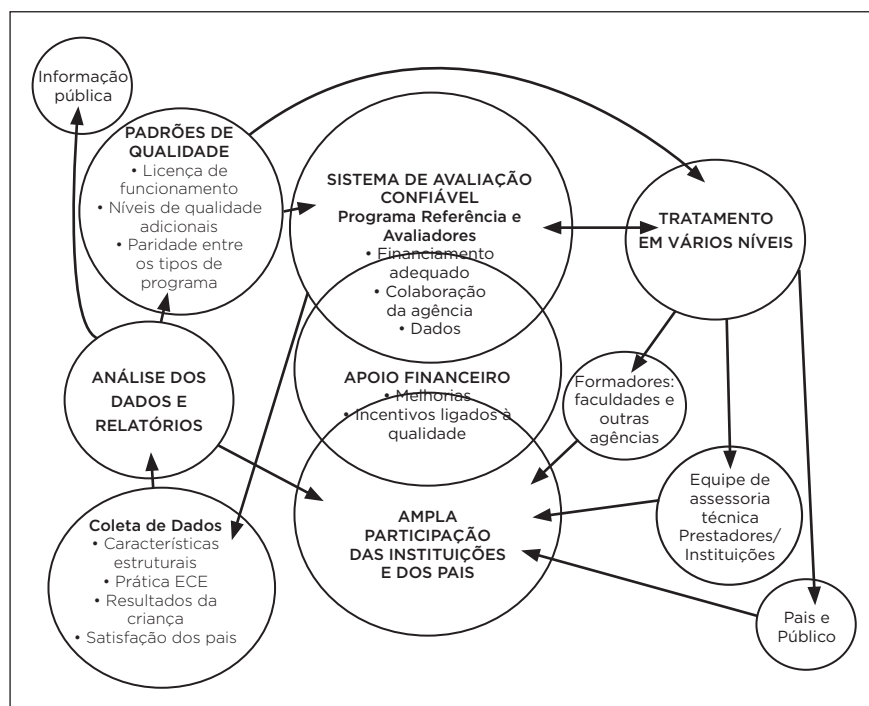 Informação
pública
PADRÕES DE
QUALIDADE
• Licença de
funcionamento
• Níveis de qualidade
adicionais
• Paridade entre
os tipos de
programa
SISTEMA DE AVALIAÇÃO
CONFIÁVEL
Programa Referência e
Avaliadores
• Financiamento
adequado
• Colaboração
da agência
• Dados
TRATAMENTO
EM VÁRIOS NÍVEIS
ANÁLISE DOS
DADOS E
RELATÓRIOS
APOIO FINANCEIRO
• Melhorias
• Incentivos ligados à
qualidade
Formadores:
faculdades e
outras
agências
Coleta de Dados
• Características
estruturais
• Prática ECE
• Resultados da
criança
• Satisfação dos pais
AMPLA
PARTICIPAÇÃO
DAS INSTITUIÇÕES
E DOS PAIS
Equipe de
assessoria
técnica
Prestadores/
Instituições
Pais e
Público